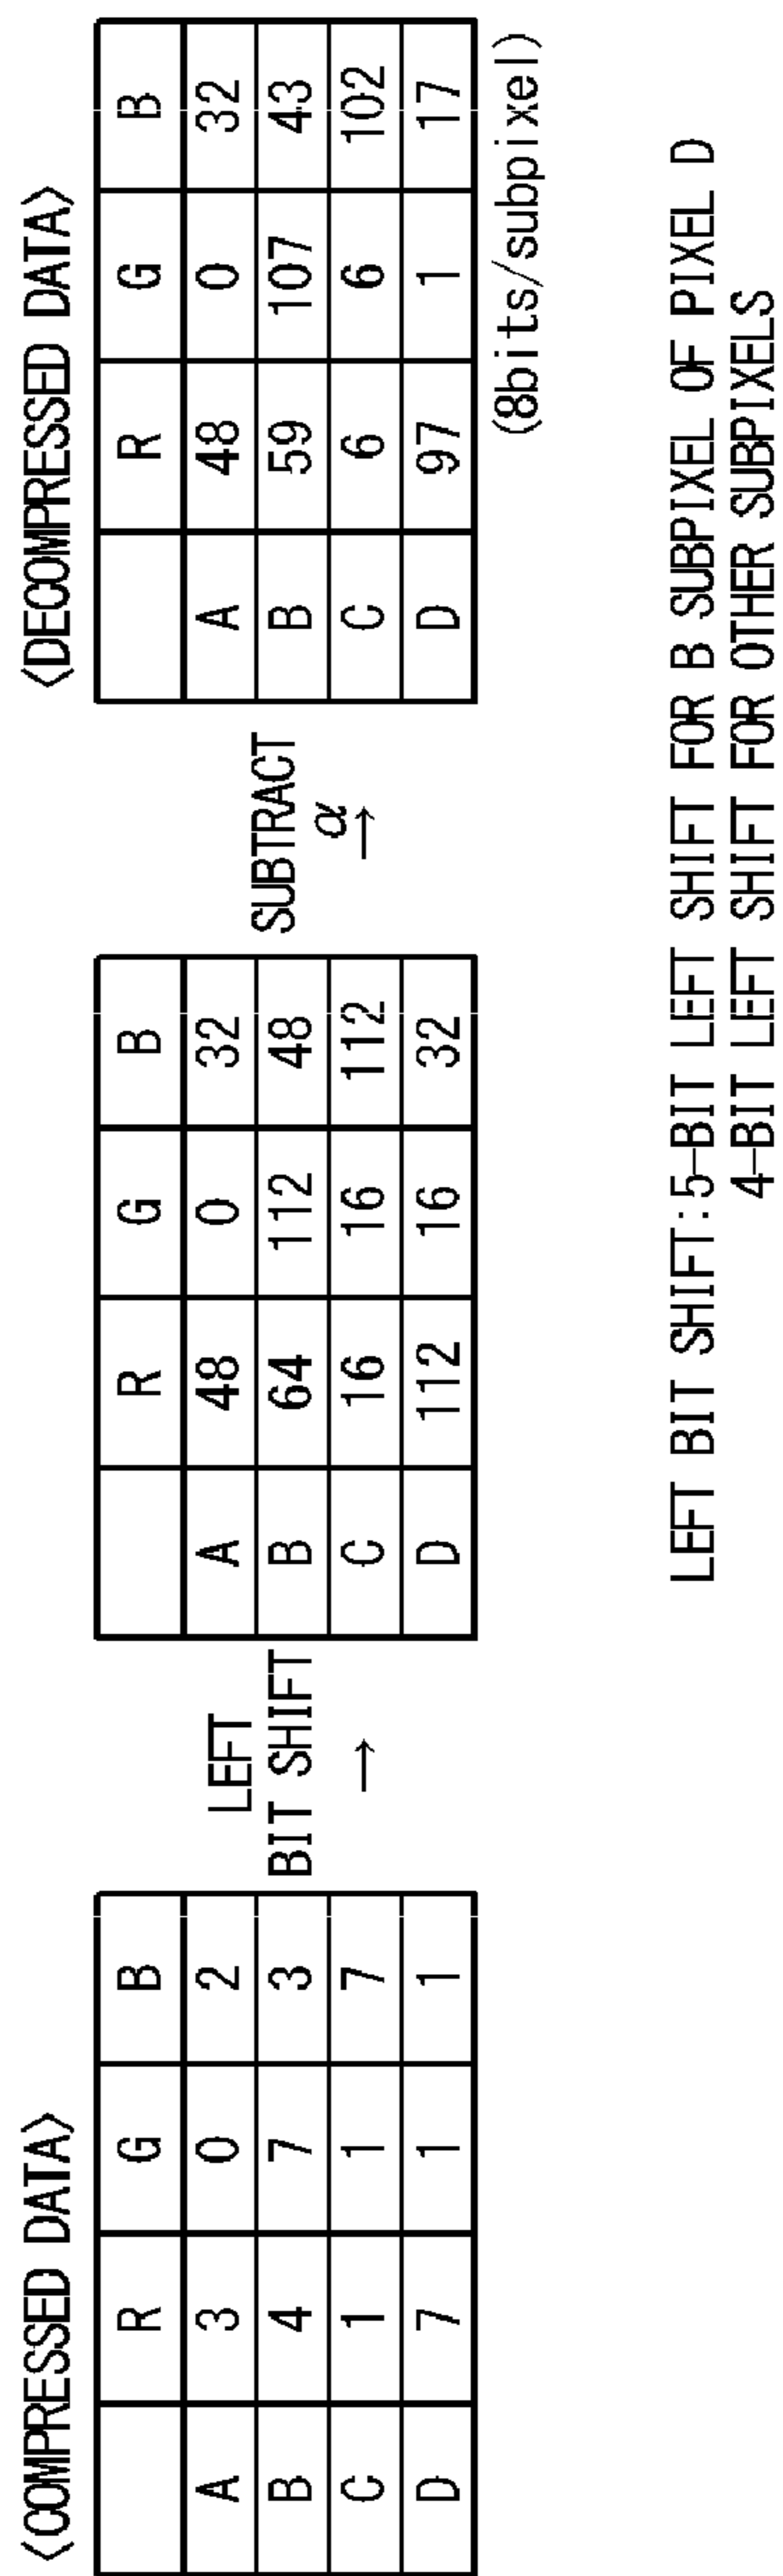 <COMPRESSED DATA>
R G B
A 3 0 2
B 4 7 3
C 1 1 7
D 7 1 1
LEFT
BIT SHIFT
→
R G B
A 48 0 32
B 64 112 48
C 16 16 112
D 112 16 32
SUBTRACT
α
→
<DECOMPRESSED DATA>
R G B
A 48 0 32
B 59 107 43
C 6 6 102
D 97 1 17
(8bits/subpixel)
LEFT BIT SHIFT:5-BIT LEFT SHIFT FOR B SUBPIXEL OF PIXEL D
4-BIT LEFT SHIFT FOR OTHER SUBPIXELS